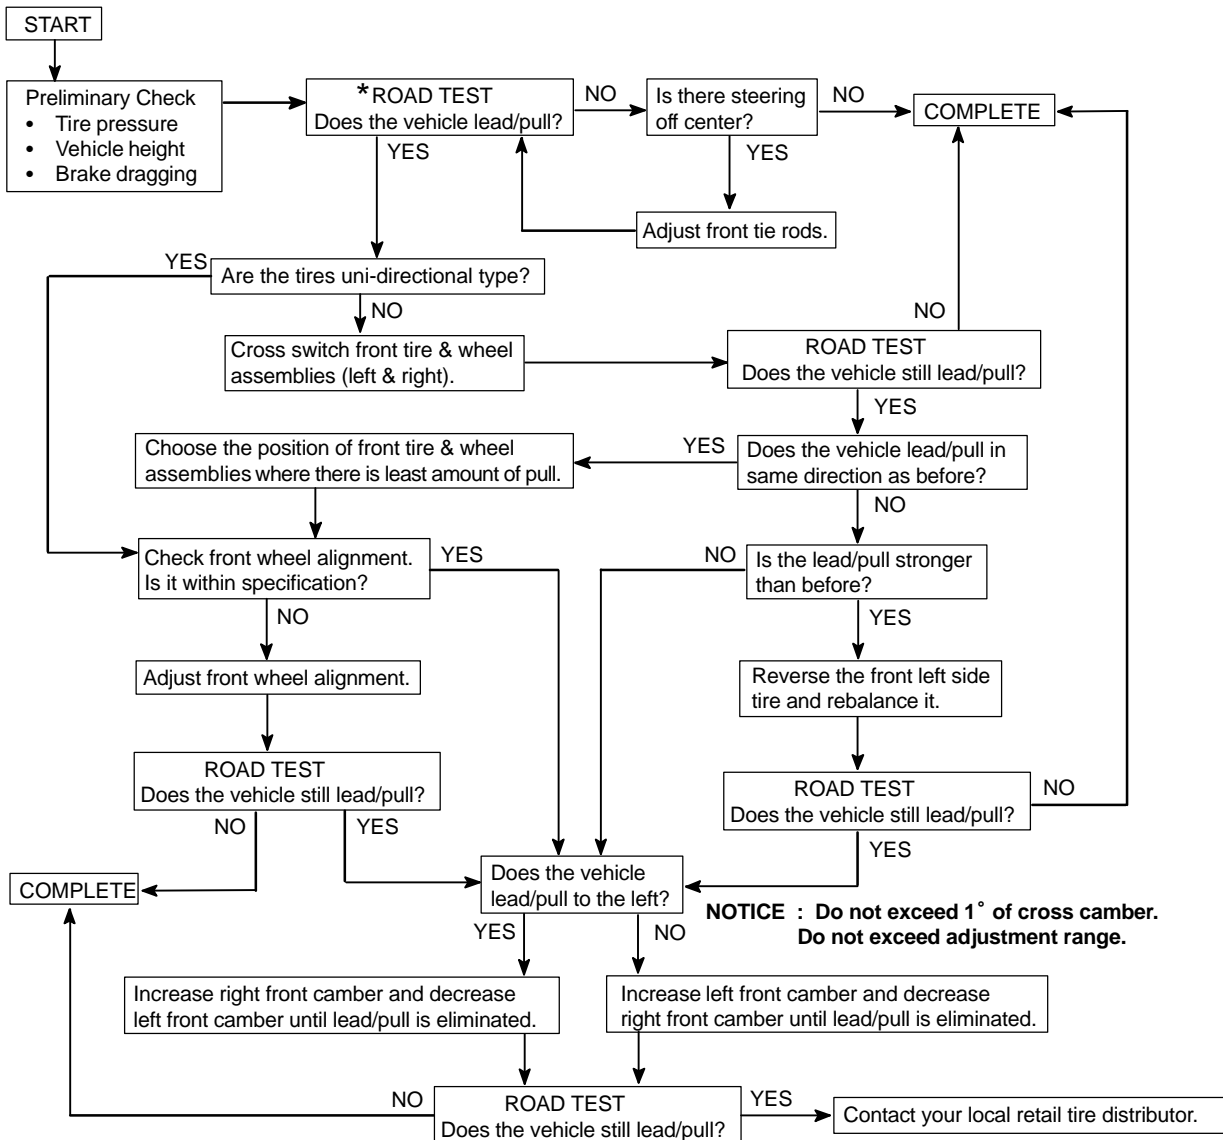 START
Preliminary Check
• Tire pressure
• Vehicle height
• Brake dragging
*ROAD TEST
Does the vehicle lead/pull?
NO
Is there steering
off center?
NO
COMPLETE
YES
YES
Adjust front tie rods.
YES
Are the tires uni-directional type?
NO
Cross switch front tire & wheel
assemblies (left & right).
NO
ROAD TEST
Does the vehicle still lead/pull?
YES
Choose the position of front tire & wheel
assemblies where there is least amount of pull.
YES
Does the vehicle lead/pull in
same direction as before?
NO
Check front wheel alignment.
Is it within specification?
YES
NO
Is the lead/pull stronger
than before?
NO
YES
Adjust front wheel alignment.
Reverse the front left side
tire and rebalance it.
ROAD TEST
Does the vehicle still lead/pull?
NO
YES
ROAD TEST
Does the vehicle still lead/pull?
NO
YES
COMPLETE
Does the vehicle
lead/pull to the left?
NOTICE : Do not exceed 1° of cross camber.
Do not exceed adjustment range.
YES
NO
Increase right front camber and decrease
left front camber until lead/pull is eliminated.
Increase left front camber and decrease
right front camber until lead/pull is eliminated.
NO
ROAD TEST
Does the vehicle still lead/pull?
YES
Contact your local retail tire distributor.